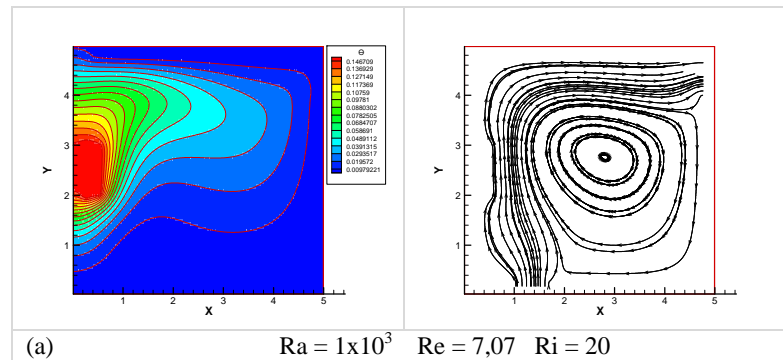 Θ
0.146709
0.136929
0.127149
0.117369
0.10759
0.09781
0.0880302
0.0782505
0.0684707
0.058691
0.0489112
0.0391315
0.0293517
0.019572
0.00979221
4
3
2
1
Y
1 2 3 4 5
X
4
3
2
1
Y
1 2 3 4 5
X
(a) Ra = 1x10³ Re = 7,07 Ri = 20